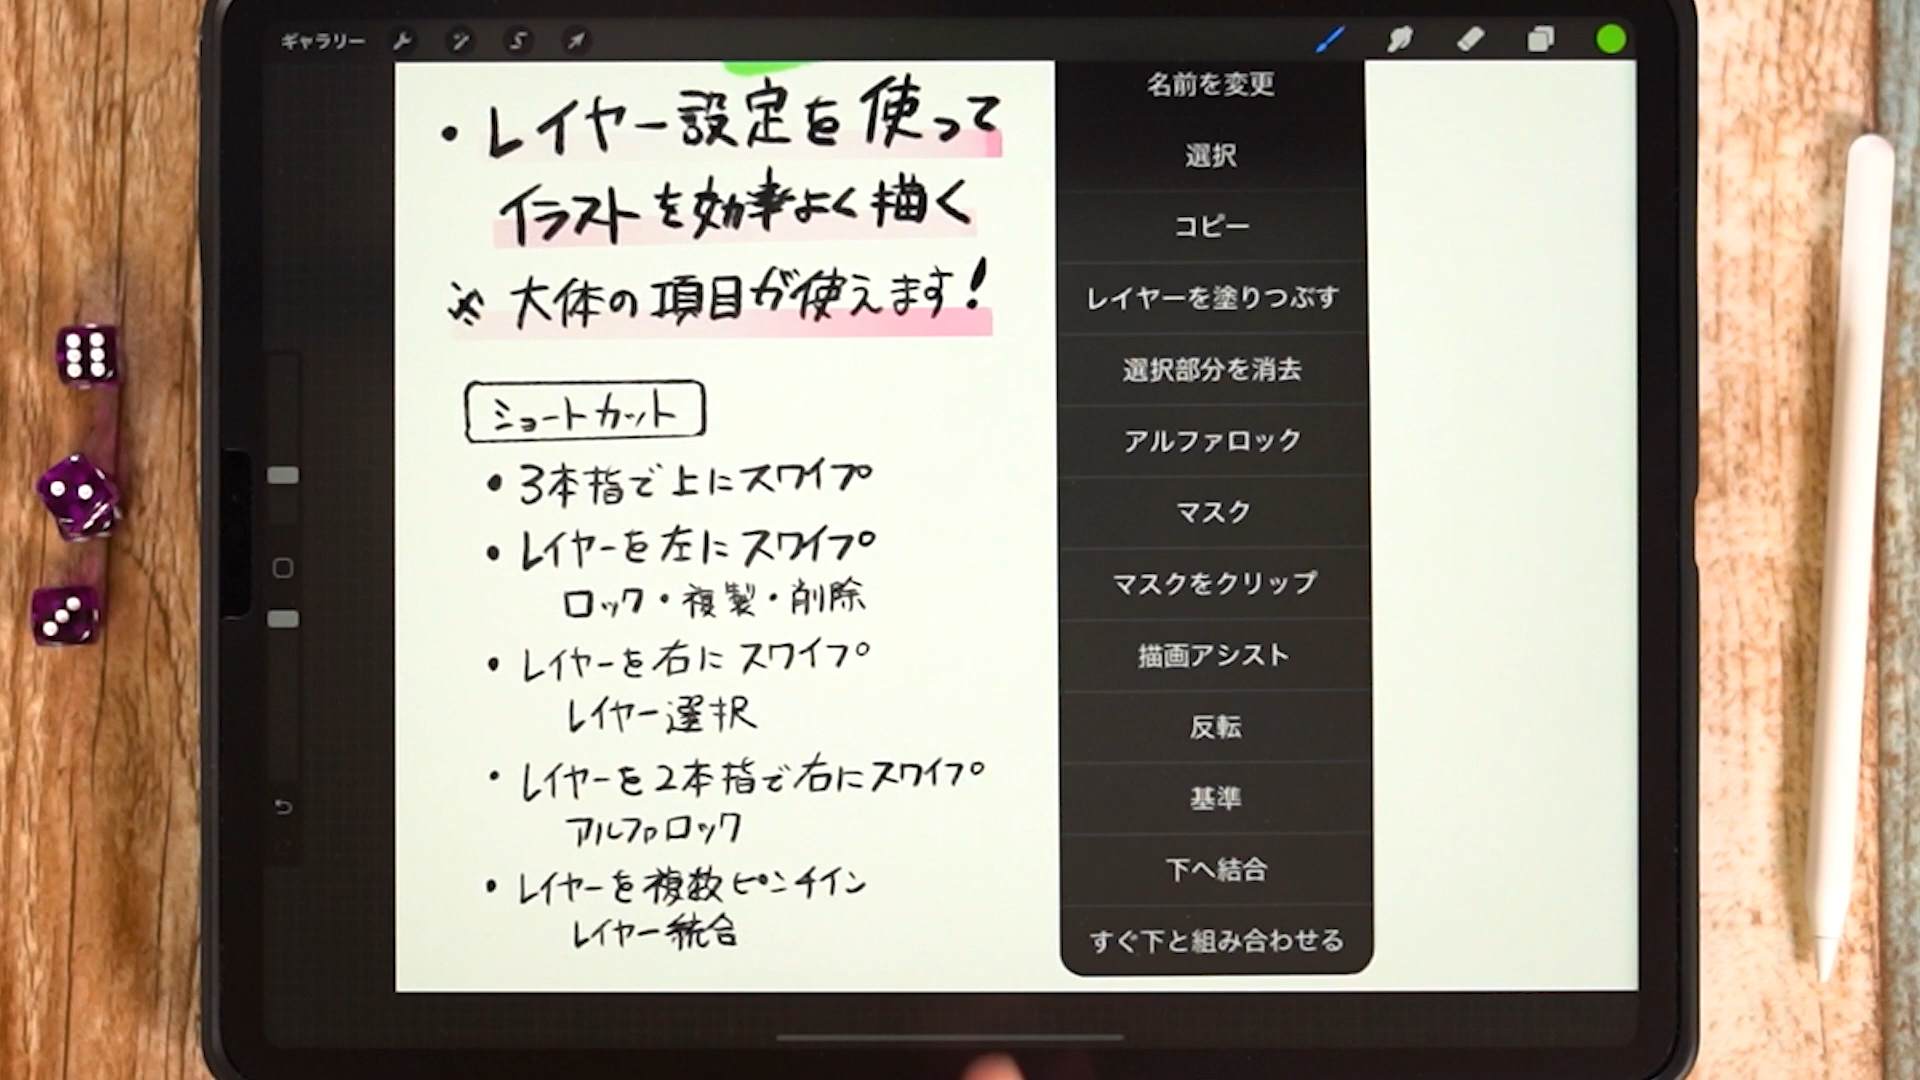 ギャラリー
・レイヤー設定を使って
イラストを効率よく描く
※ 大体の項目が使えます!
ショートカット
・3本指で上にスワイプ
・レイヤーを左にスワイプ
ロック・複製・削除
・レイヤーを右にスワイプ
レイヤー選択
・レイヤーを2本指で右にスワイプ
アルファロック
・レイヤーを複数ピンチイン
レイヤー統合
名前を変更
選択
コピー
レイヤーを塗りつぶす
選択部分を消去
アルファロック
マスク
マスクをクリップ
描画アシスト
反転
基準
下へ結合
すぐ下と組み合わせる